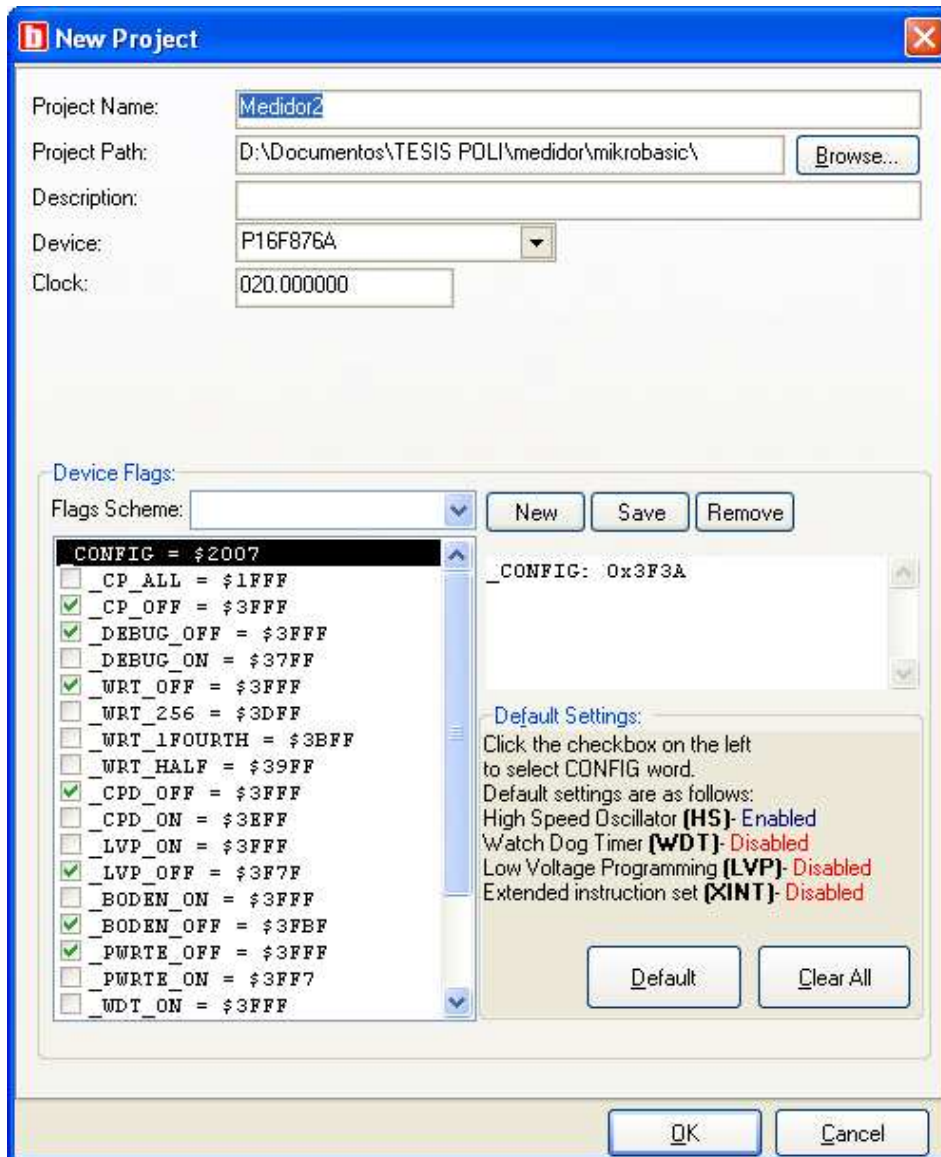 New Project
Project Name: Medidor2
Project Path: D:\Documentos\TESIS POLI\medidor\mikrobasic\ Browse...
Description:
Device: P16F876A
Clock: 020.000000
Device Flags:
Flags Scheme: New Save Remove
_CONFIG = $2007
_CP_ALL = $1FFF
_CP_OFF = $3FFF
_DEBUG_OFF = $3FFF
_DEBUG_ON = $37FF
_WRT_OFF = $3FFF
_WRT_256 = $3DFF
_WRT_1FOURTH = $3BFF
_WRT_HALF = $39FF
_CPD_OFF = $3FFF
_CPD_ON = $3EFF
_LVP_ON = $3FFF
_LVP_OFF = $3F7F
_BODEN_ON = $3FFF
_BODEN_OFF = $3FBF
_PWRTE_OFF = $3FFF
_PWRTE_ON = $3FF7
_WDT_ON = $3FFF
_CONFIG: 0x3F3A
Default Settings:
Click the checkbox on the left
to select CONFIG word.
Default settings are as follows:
High Speed Oscillator (HS)- Enabled
Watch Dog Timer (WDT)- Disabled
Low Voltage Programming (LVP)- Disabled
Extended instruction set (XINT)- Disabled
Default Clear All
OK Cancel